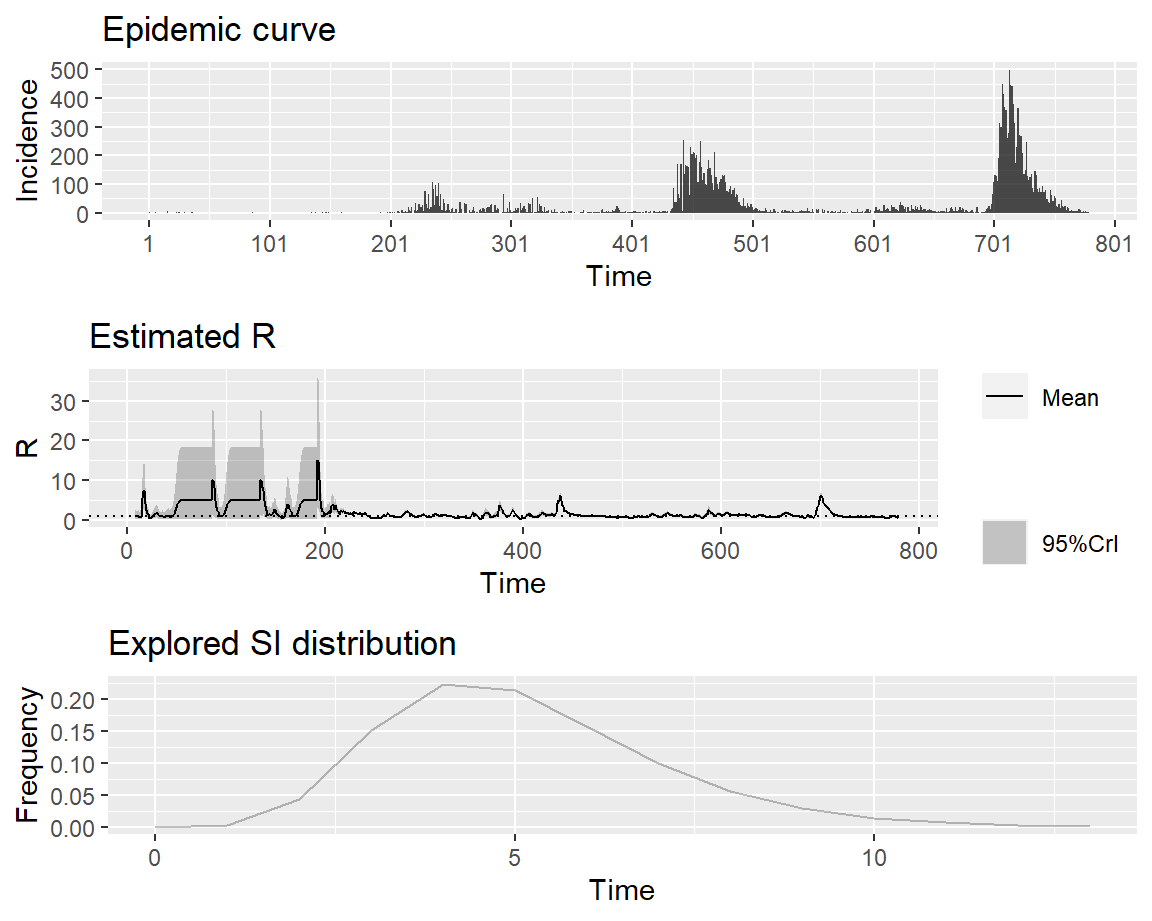 Epidemic curve
500
400
300
200
100
0
Incidence
1
101
201
301
401
501
601
701
801
Time
Estimated R
30
20
10
0
R
0
200
400
600
800
Time
Mean
95%CrI
Explored SI distribution
0.20
0.15
0.10
0.05
0.00
Frequency
0
5
10
Time